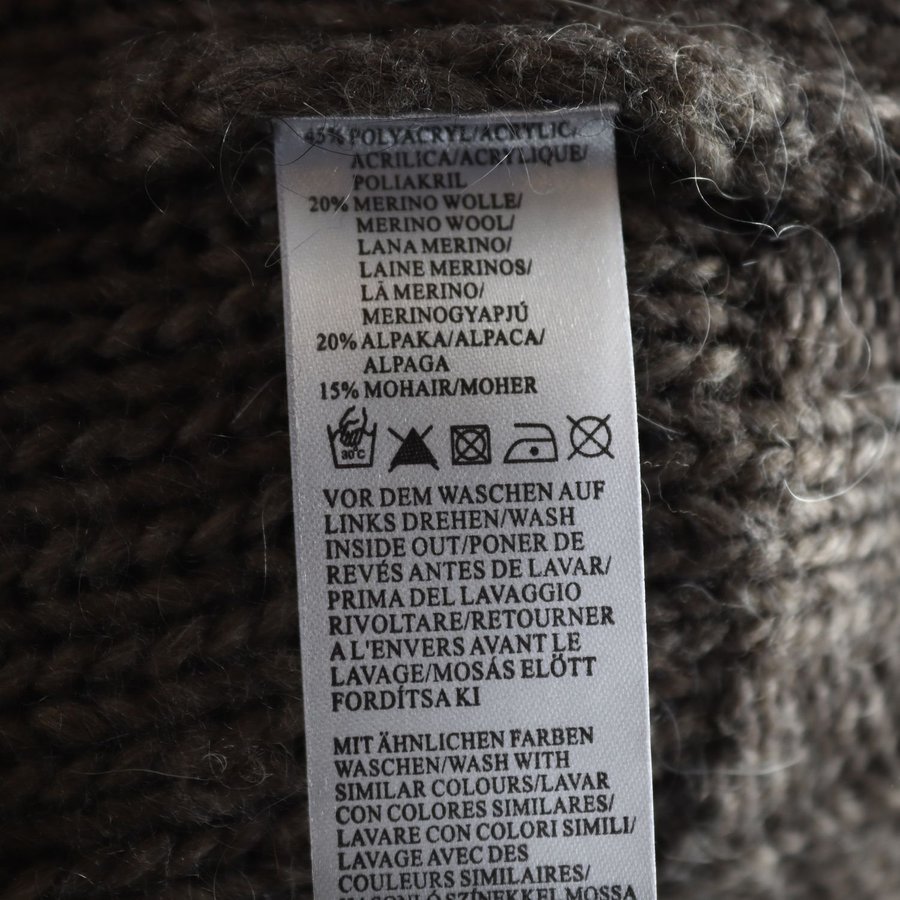 45% POLYACRYL/ACRYLIC/
ACRILICA/ACRYLIQUE/
POLIAKRIL
20% MERINO WOLLE/
MERINO WOOL/
LANA MERINO/
LAINE MERINOS/
LÃ MERINO/
MERINOGYAPJÚ
20% ALPAKA/ALPACA/
ALPAGA
15% MOHAIR/MOHER
30°C
VOR DEM WASCHEN AUF
LINKS DREHEN/WASH
INSIDE OUT/PONER DE
REVÉS ANTES DE LAVAR/
PRIMA DEL LAVAGGIO
RIVOLTARE/RETOURNER
A L'ENVERS AVANT LE
LAVAGE/MOSÁS ELŐTT
FORDÍTSA KI
MIT ÄHNLICHEN FARBEN
WASCHEN/WASH WITH
SIMILAR COLOURS/LAVAR
CON COLORES SIMILARES/
LAVARE CON COLORI SIMILI/
LAVAGE AVEC DES
COULEURS SIMILAIRES/
HASONLÓ SZÍNEKKEL MOSSA